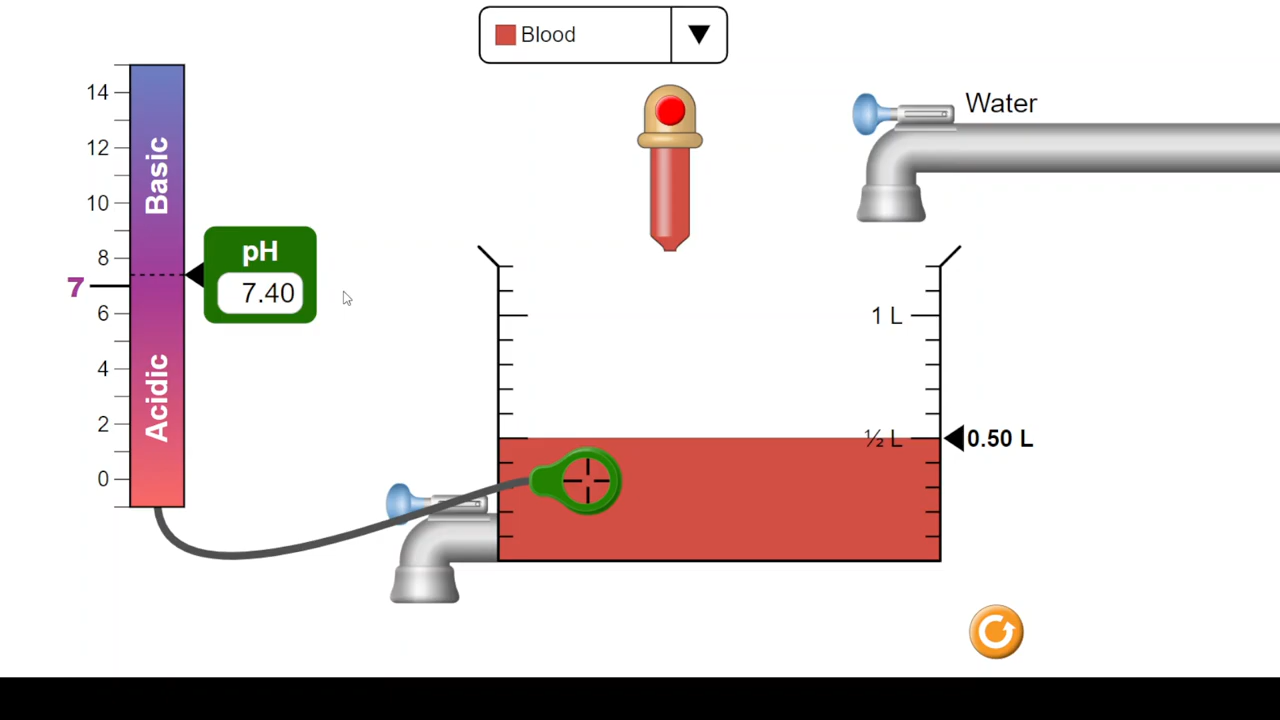 Blood
Water
14
12
10
8
7
6
4
2
0
Basic
Acidic
pH
7.40
1 L
½ L
0.50 L